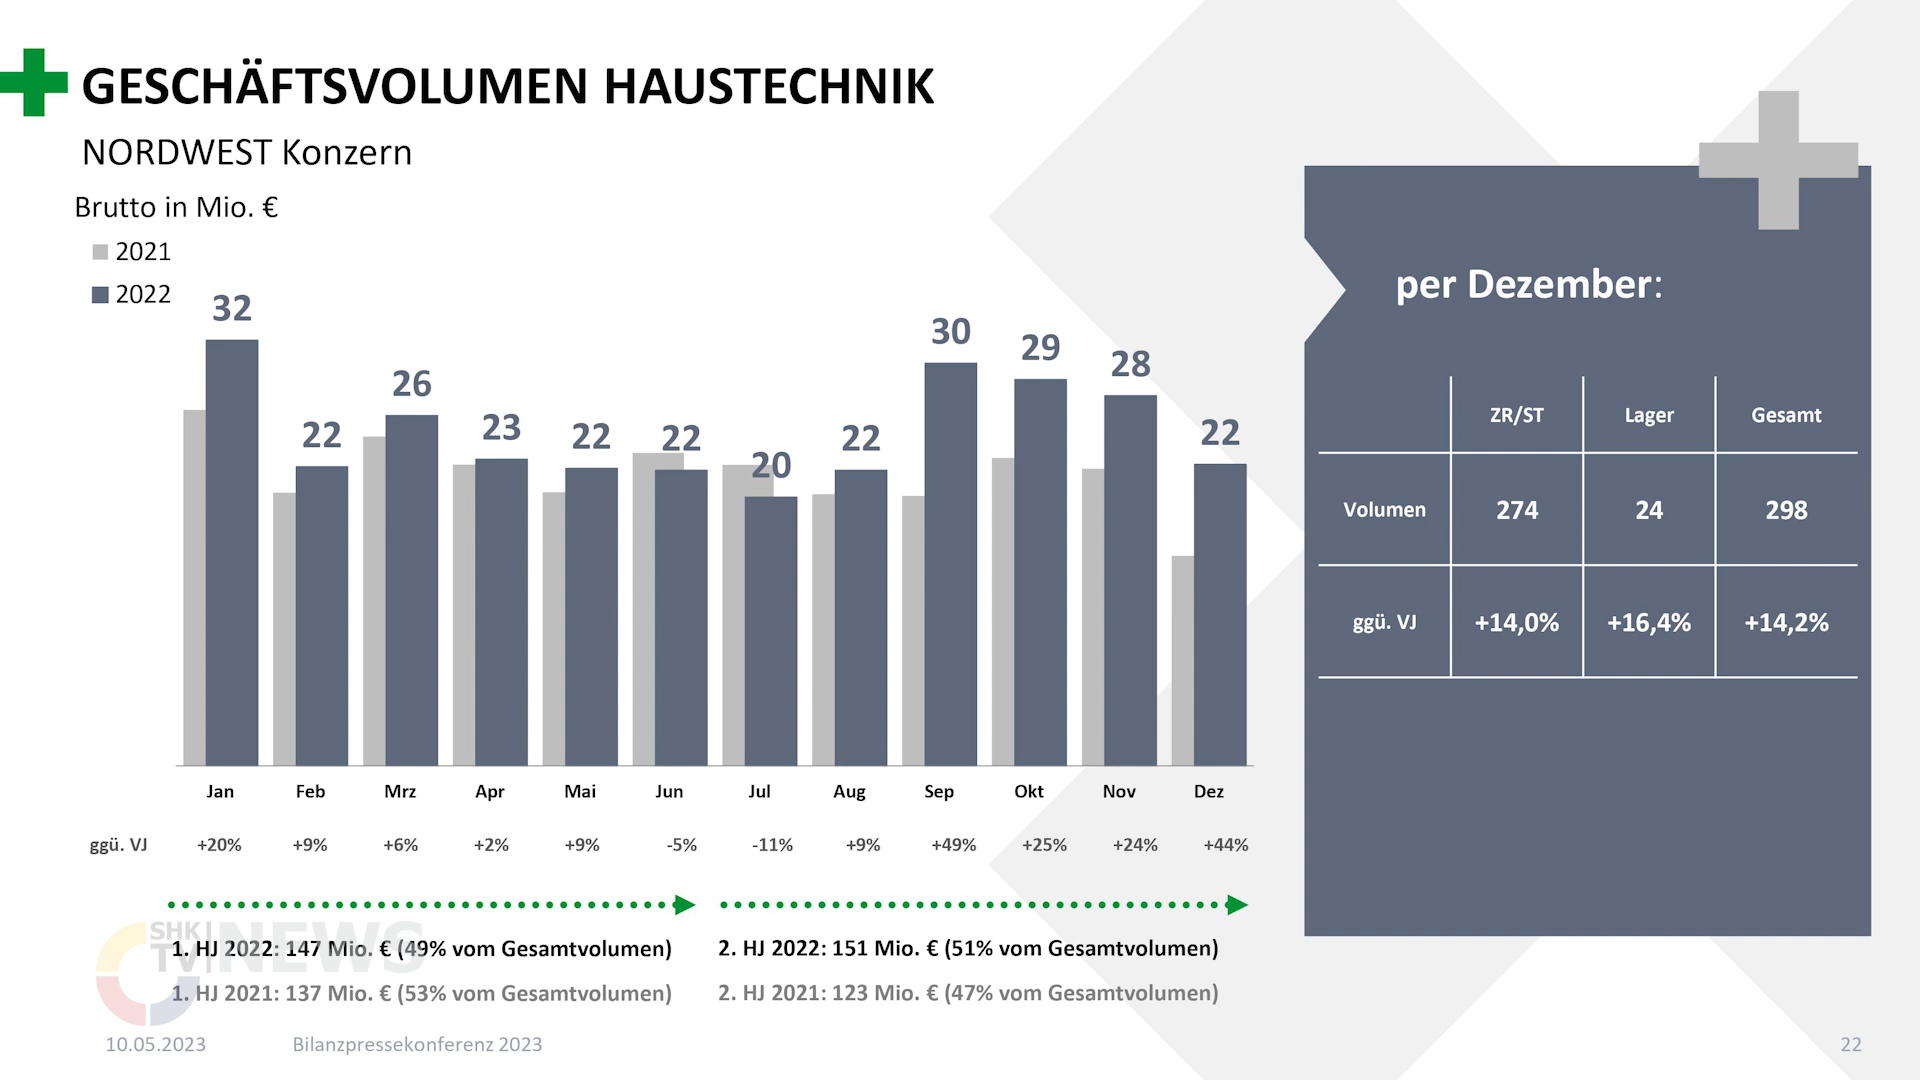 GESCHÄFTSVOLUMEN HAUSTECHNIK
NORDWEST Konzern
Brutto in Mio. €
2021
2022
32
22
26
23
22
22
20
22
30
29
28
22
Jan Feb Mrz Apr Mai Jun Jul Aug Sep Okt Nov Dez
ggü. VJ +20% +9% +6% +2% +9% -5% -11% +9% +49% +25% +24% +44%
1. HJ 2022: 147 Mio. € (49% vom Gesamtvolumen)
2. HJ 2022: 151 Mio. € (51% vom Gesamtvolumen)
1. HJ 2021: 137 Mio. € (53% vom Gesamtvolumen)
2. HJ 2021: 123 Mio. € (47% vom Gesamtvolumen)
SHK
TV NEWS
per Dezember:
ZR/ST Lager Gesamt
Volumen 274 24 298
ggü. VJ +14,0% +16,4% +14,2%
10.05.2023 Bilanzpressekonferenz 2023 22